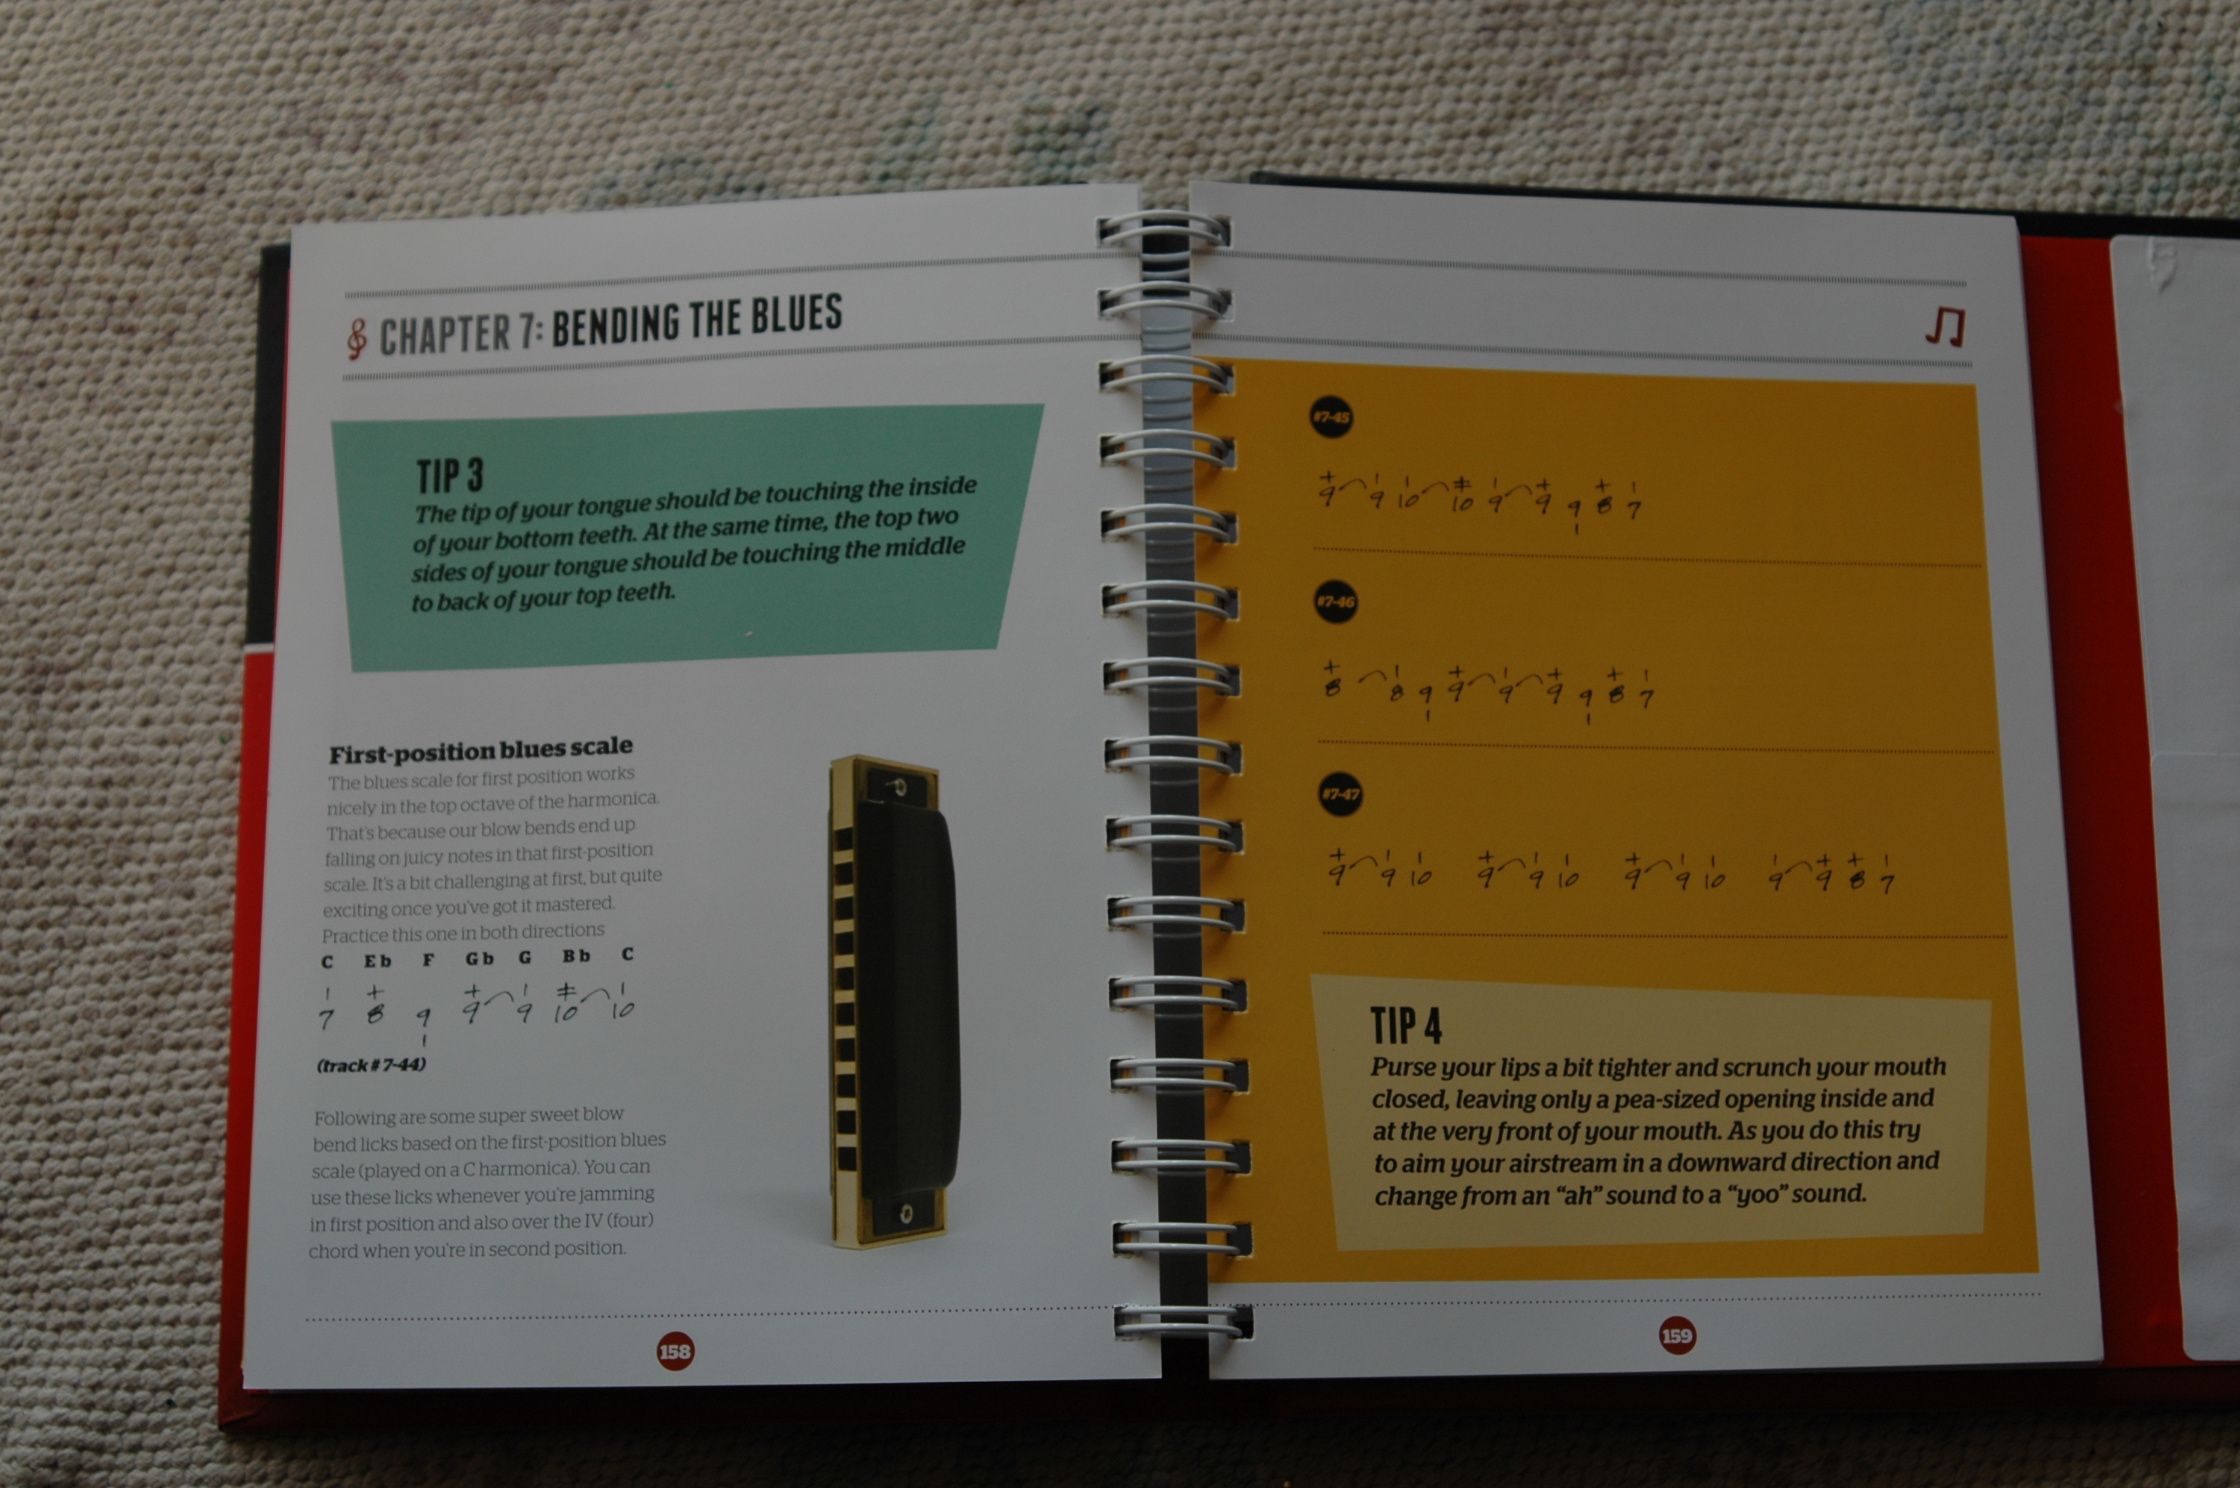 CHAPTER 7: BENDING THE BLUES
TIP 3
The tip of your tongue should be touching the inside
of your bottom teeth. At the same time, the top two
sides of your tongue should be touching the middle
to back of your top teeth.
First-position blues scale
The blues scale for first position works
nicely in the top octave of the harmonica.
That's because our blow bends end up
falling on juicy notes in that first-position
scale. It's a bit challenging at first, but quite
exciting once you've got it mastered.
Practice this one in both directions
C Eb F Gb G Bb C
7 8 9 9 9 10 10
(track #7-44)
Following are some super sweet blow
bend licks based on the first-position blues
scale (played on a C harmonica). You can
use these licks whenever you're jamming
in first position and also over the IV (four)
chord when you're in second position.
158
#7-45
9 9 10 10 9 9 9 8 7
#7-46
8 8 9 9 9 9 9 8 7
#7-47
9 9 10 9 9 10 9 9 10 9 9 8 7
TIP 4
Purse your lips a bit tighter and scrunch your mouth
closed, leaving only a pea-sized opening inside and
at the very front of your mouth. As you do this try
to aim your airstream in a downward direction and
change from an "ah" sound to a "yoo" sound.
159